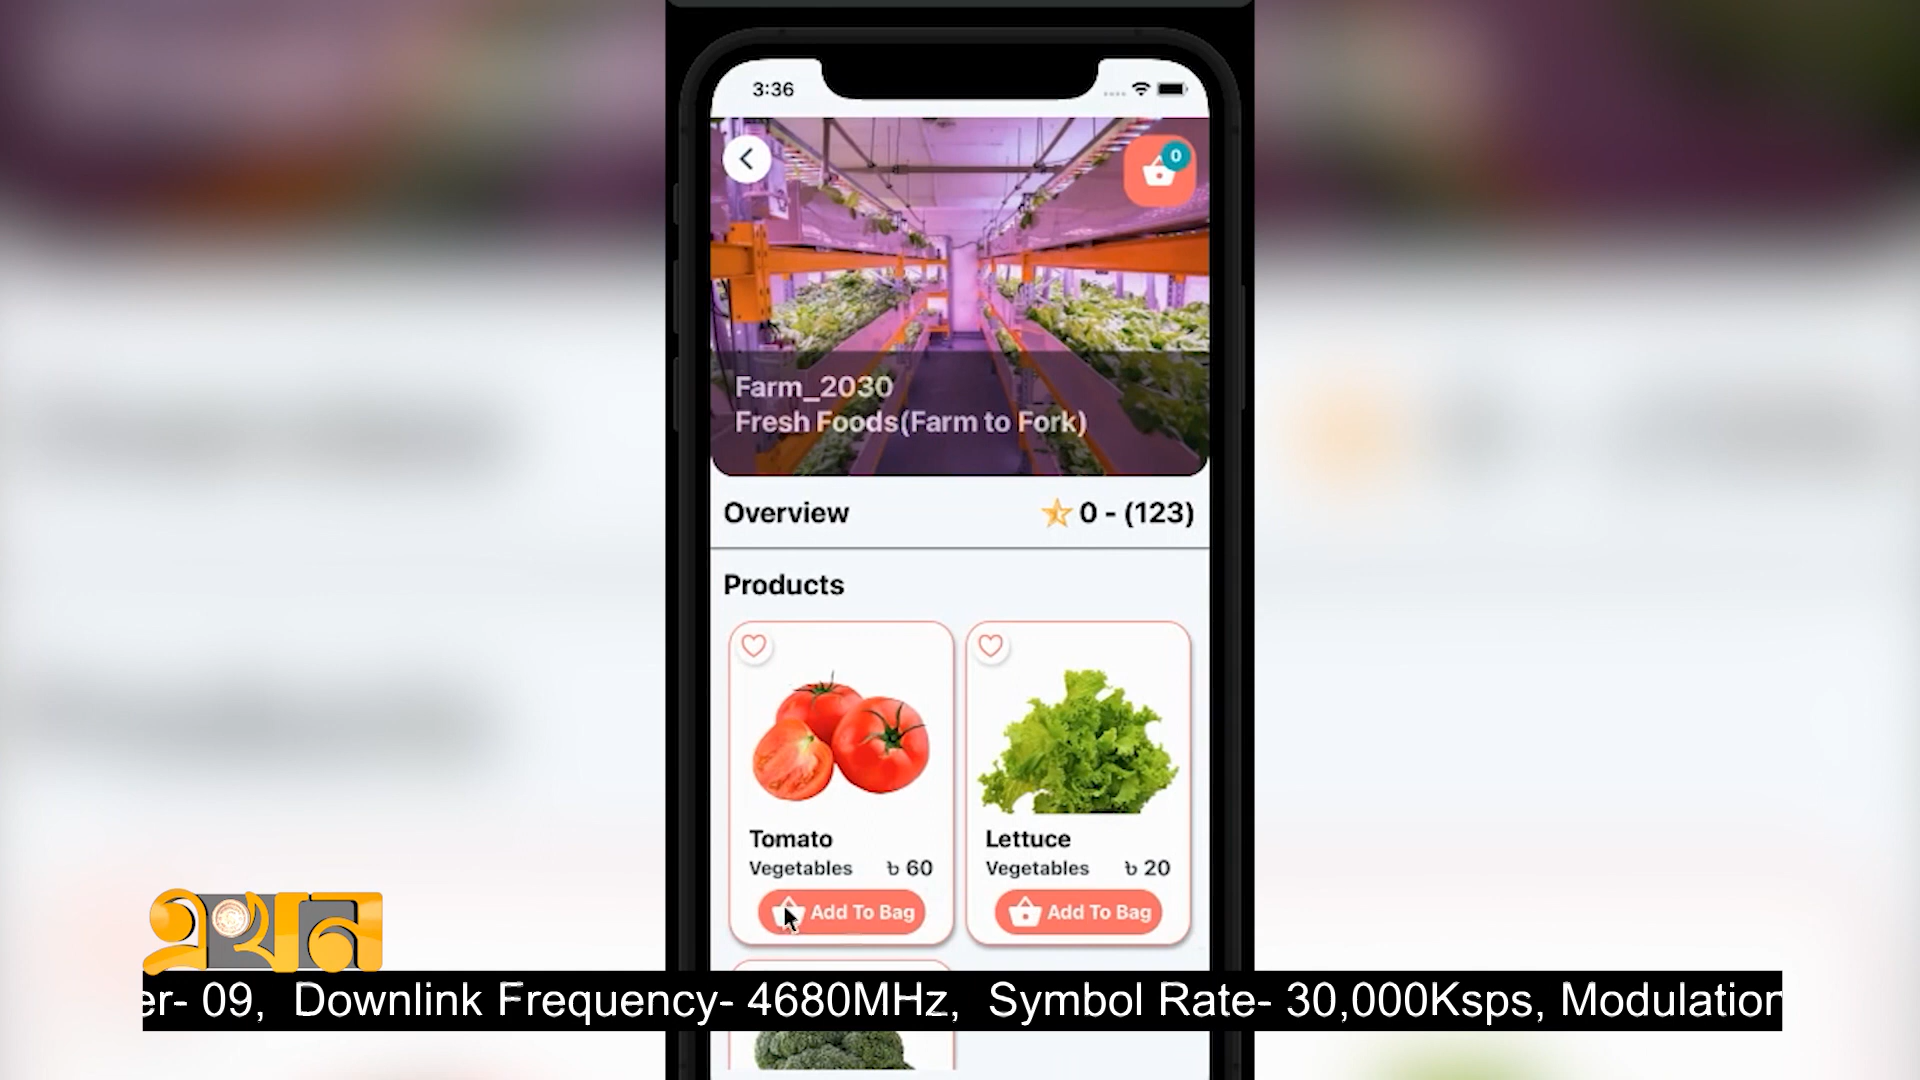 3:36
0
Farm_2030
Fresh Foods(Farm to Fork)
Overview
0 - (123)
Products
Tomato
Vegetables ৳ 60
Add To Bag
Lettuce
Vegetables ৳ 20
Add To Bag
এখন
er- 09, Downlink Frequency- 4680MHz, Symbol Rate- 30,000Ksps, Modulation